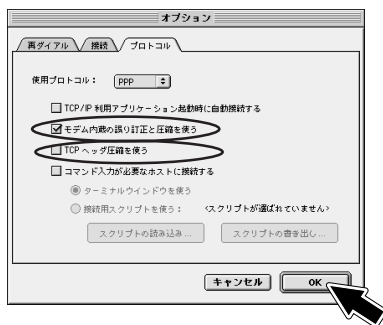 オプション
再ダイアル 接続 プロトコル
使用プロトコル： PPP
TCP/IP 利用アプリケーション起動時に自動接続する
モデム内蔵の誤り訂正と圧縮を使う
TCP ヘッダ圧縮を使う
コマンド入力が必要なホストに接続する
ターミナルウインドウを使う
接続用スクリプトを使う： <スクリプトが選ばれていません>
スクリプトの読み込み... スクリプトの書き出し...
キャンセル OK